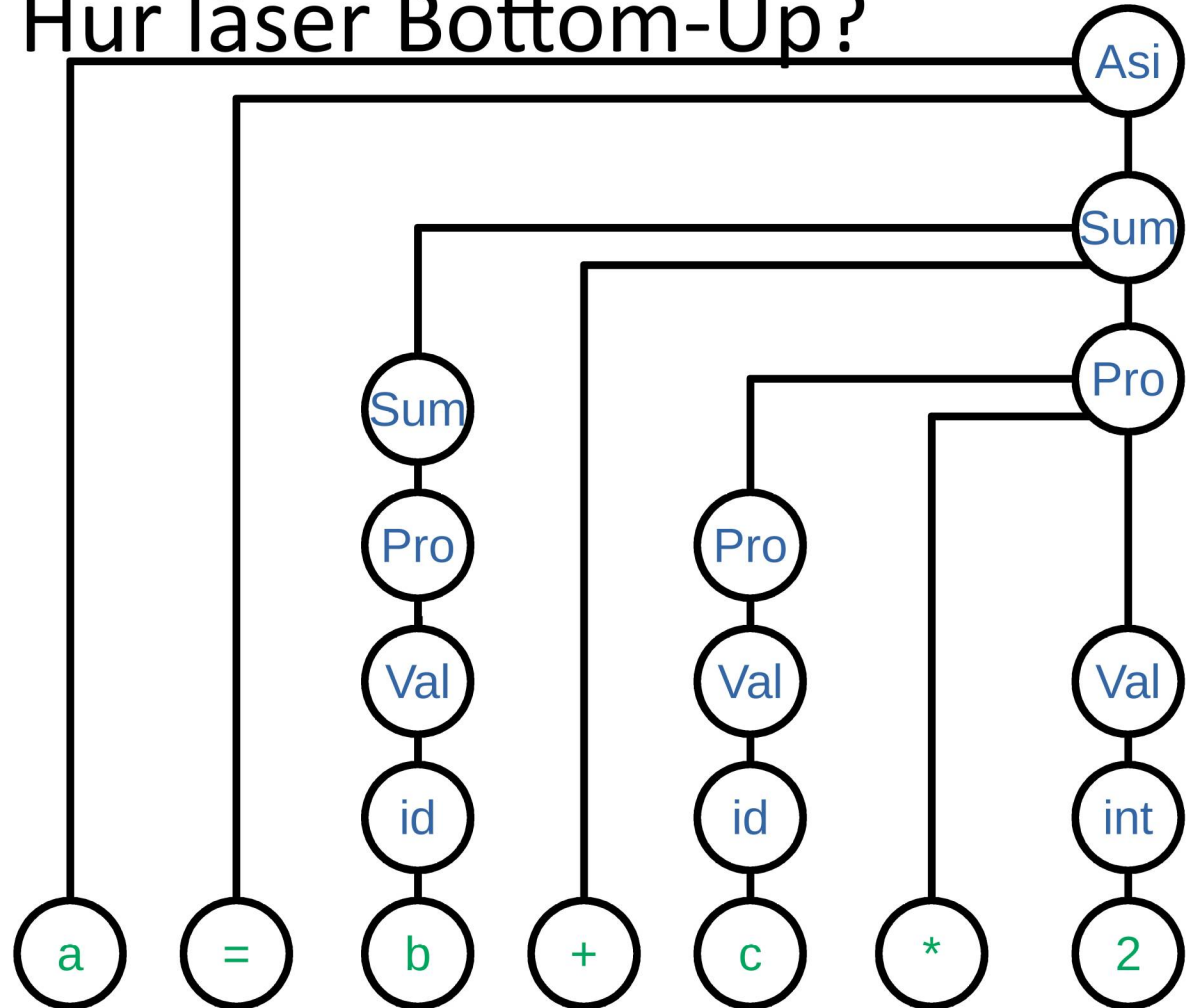 Hur läser Bottom-Up?
Asi
Sum
Pro
Sum
Pro
Pro
Val
Val
Val
id
id
int
a = b + c * 2